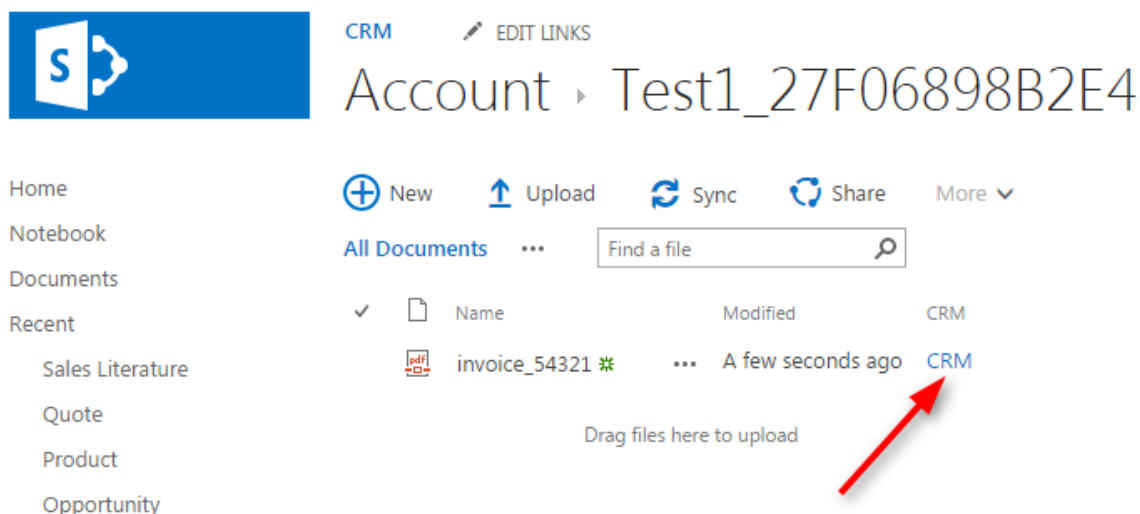 S
CRM EDIT LINKS
Account ▸ Test1_27F06898B2E4
Home
Notebook
Documents
Recent
Sales Literature
Quote
Product
Opportunity
New Upload Sync Share More
All Documents ••• Find a file
Name Modified CRM
pdf invoice_54321 ••• A few seconds ago CRM
Drag files here to upload